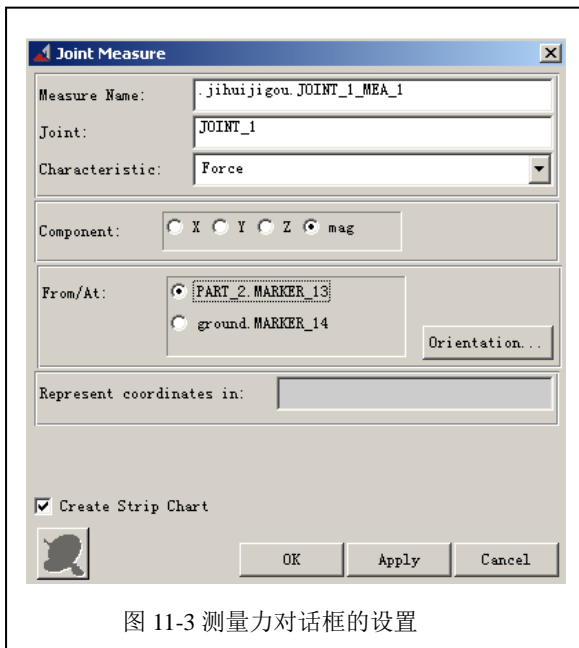 Joint Measure
Measure Name: .jihuijigou.JOINT_1_MEA_1
Joint: JOINT_1
Characteristic: Force
Component: X Y Z mag
From/At: PART_2.MARKER_13
ground.MARKER_14
Orientation...
Represent coordinates in:
Create Strip Chart
OK Apply Cancel
图 11-3 测量力对话框的设置